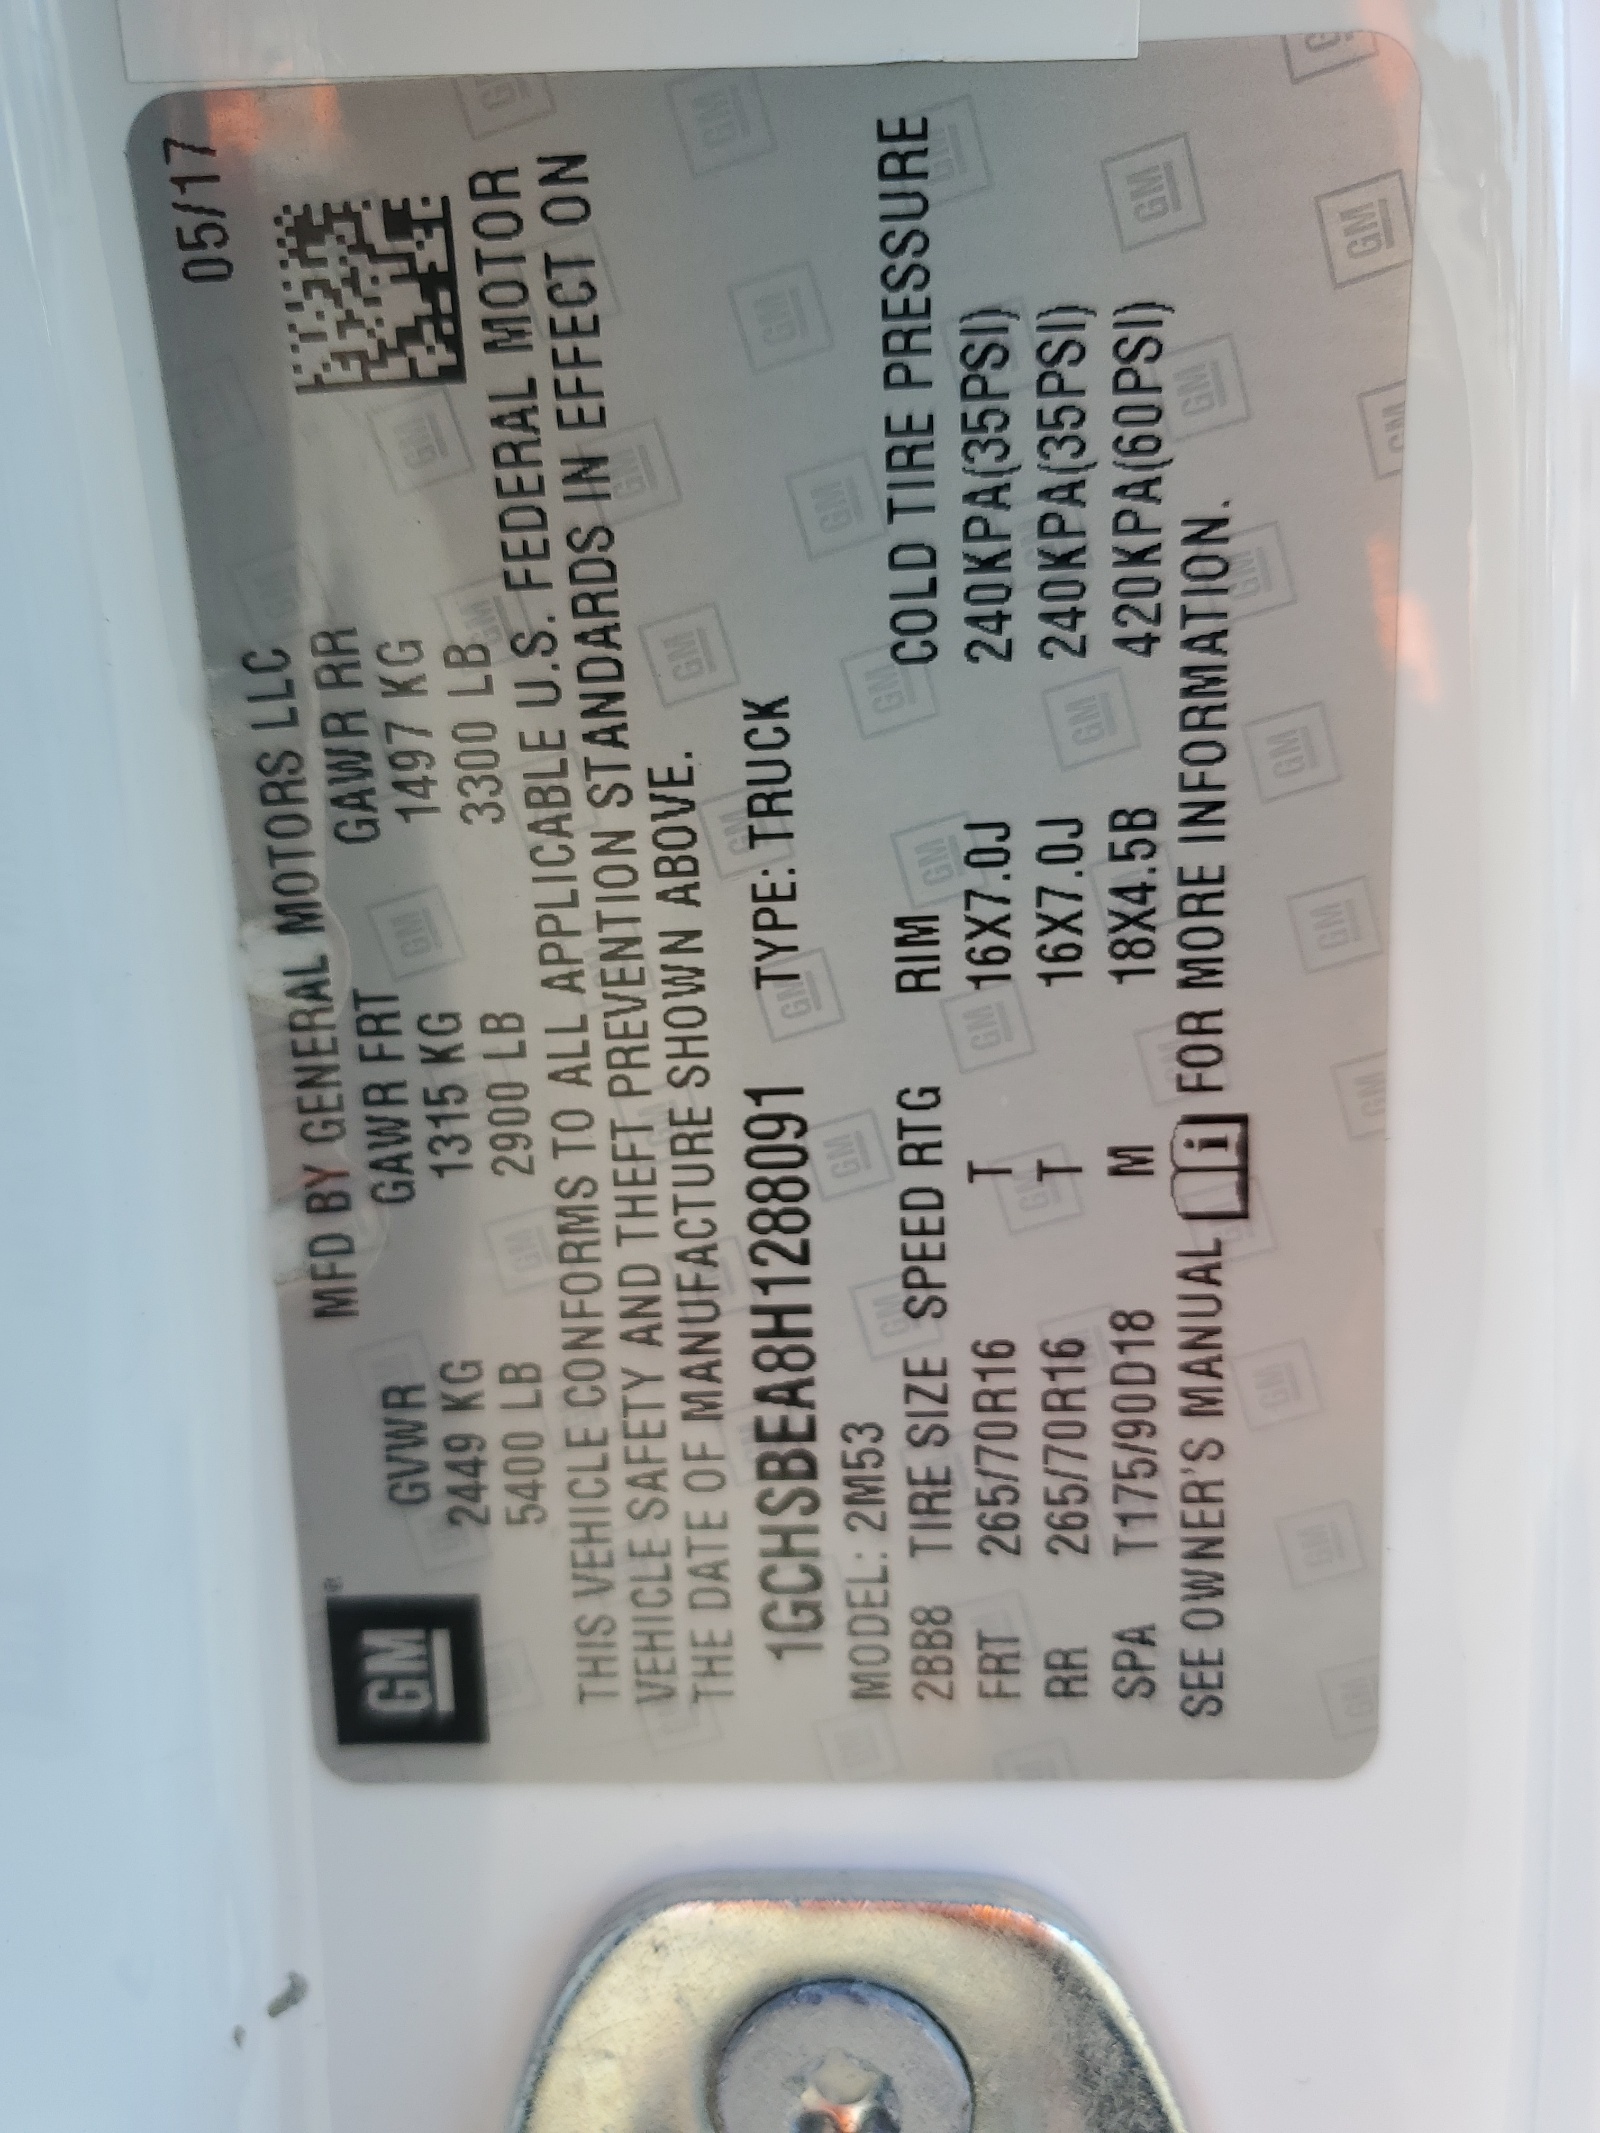 05/17
GM
MFD BY GENERAL MOTORS LLC
GVWR GAWR FRT GAWR RR
2449 KG 1315 KG 1497 KG
5400 LB 2900 LB 3300 LB
THIS VEHICLE CONFORMS TO ALL APPLICABLE U.S. FEDERAL MOTOR
VEHICLE SAFETY AND THEFT PREVENTION STANDARDS IN EFFECT ON
THE DATE OF MANUFACTURE SHOWN ABOVE.
1GCHSBEA8H1288091 TYPE: TRUCK
MODEL: 2M53
2BB8 TIRE SIZE SPEED RTG RIM COLD TIRE PRESSURE
FRT 265/70R16 T 16X7.0J 240KPA(35PSI)
RR 265/70R16 T 16X7.0J 240KPA(35PSI)
SPA T175/90D18 M 18X4.5B 420KPA(60PSI)
SEE OWNER'S MANUAL i FOR MORE INFORMATION.